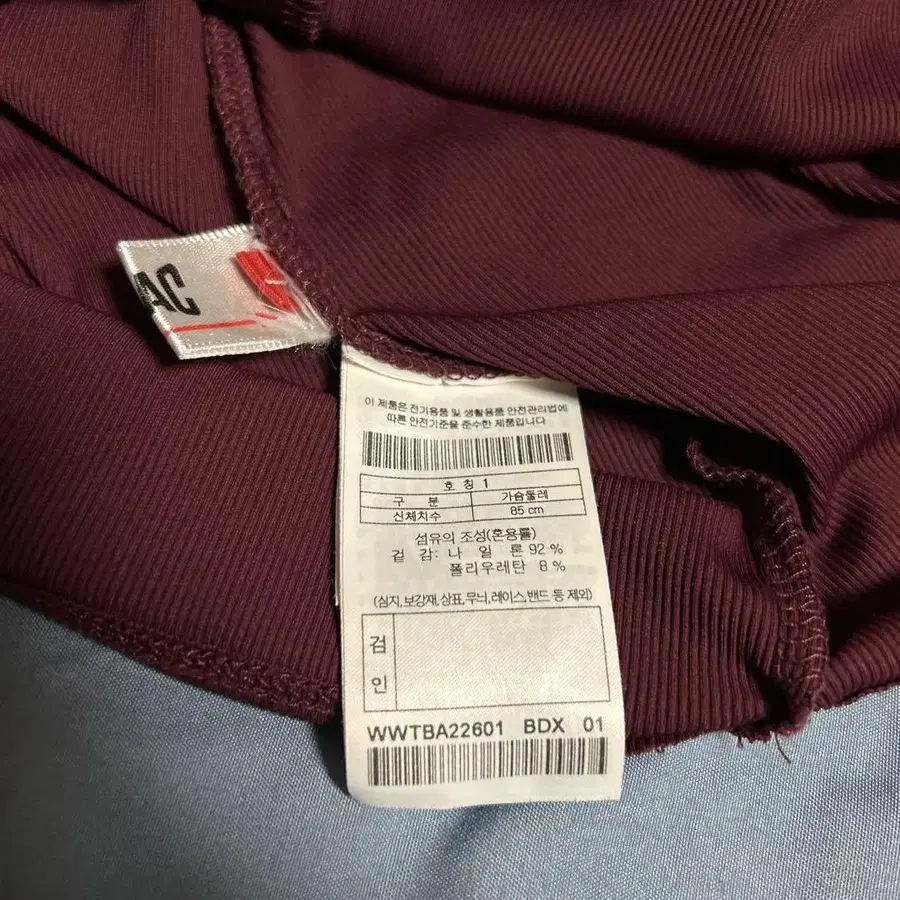 AC
이 제품은 전기용품 및 생활용품 안전관리법에
따른 안전기준을 준수한 제품입니다
호 칭 1
구 분 가슴둘레
신체치수 85 cm
섬유의 조성(혼용률)
겉 감: 나 일 론 92 %
폴리우레탄 8 %
(심지,보강재,상표,무늬,레이스,밴드 등 제외)
검
인
WWTBA22601 BDX 01